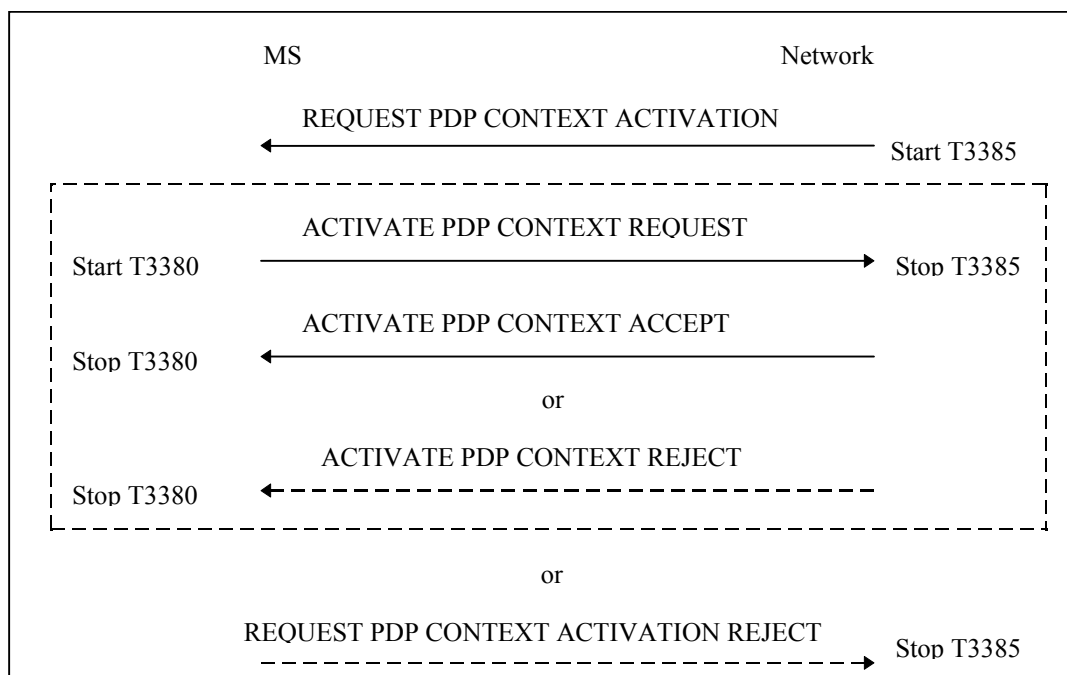 MS Network
REQUEST PDP CONTEXT ACTIVATION
Start T3385
ACTIVATE PDP CONTEXT REQUEST
Start T3380 Stop T3385
ACTIVATE PDP CONTEXT ACCEPT
Stop T3380
or
ACTIVATE PDP CONTEXT REJECT
Stop T3380
or
REQUEST PDP CONTEXT ACTIVATION REJECT
Stop T3385